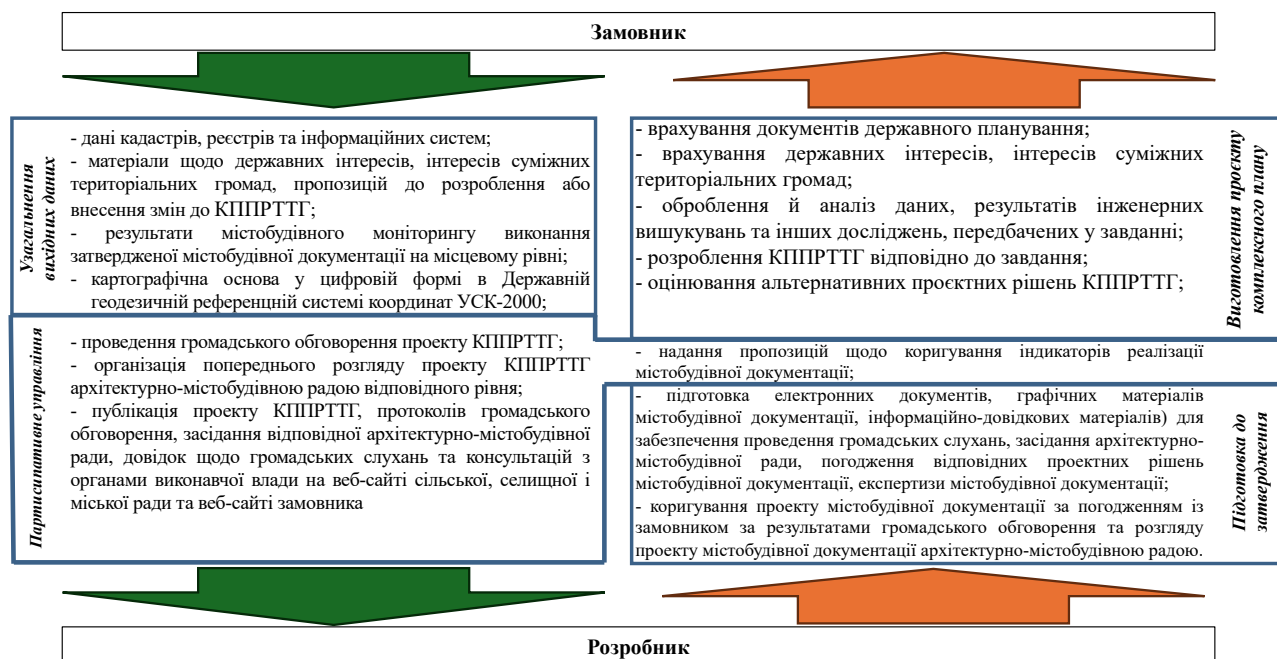 Замовник
Узагальнення
вихідних даних
- дані кадастрів, реєстрів та інформаційних систем;
- матеріали щодо державних інтересів, інтересів суміжних
територіальних громад, пропозицій до розроблення або
внесення змін до КППРТТГ;
- результати містобудівного моніторингу виконання
затвердженої містобудівної документації на місцевому рівні;
- картографічна основа у цифровій формі в Державній
геодезичній референцній системі координат УСК-2000;
- врахування документів державного планування;
- врахування державних інтересів, інтересів суміжних
територіальних громад;
- оброблення й аналіз даних, результатів інженерних
вишукувань та інших досліджень, передбачених у завданні;
- розроблення КППРТТГ відповідно до завдання;
- оцінювання альтернативних проєктних рішень КППРТТГ;
Виготовлення проєкту
комплексного плану
Партисипативне управління
- проведення громадського обговорення проекту КППРТТГ;
- організація попереднього розгляду проекту КППРТТГ
архітектурно-містобудівною радою відповідного рівня;
- публікація проекту КППРТТГ, протоколів громадського
обговорення, засідання відповідної архітектурно-містобудівної
ради, довідок щодо громадських слухань та консультацій з
органами виконавчої влади на веб-сайті сільської, селищної і
міської ради та веб-сайті замовника
- надання пропозицій щодо коригування індикаторів реалізації
містобудівної документації;
- підготовка електронних документів, графічних матеріалів
містобудівної документації, інформаційно-довідкових матеріалів) для
забезпечення проведення громадських слухань, засідання архітектурно-
містобудівної ради, погодження відповідних проектних рішень
містобудівної документації, експертизи містобудівної документації;
- коригування проекту містобудівної документації за погодженням із
замовником за результатами громадського обговорення та розгляду
проекту містобудівної документації архітектурно-містобудівною радою.
Підготовка до
затвердження
Розробник